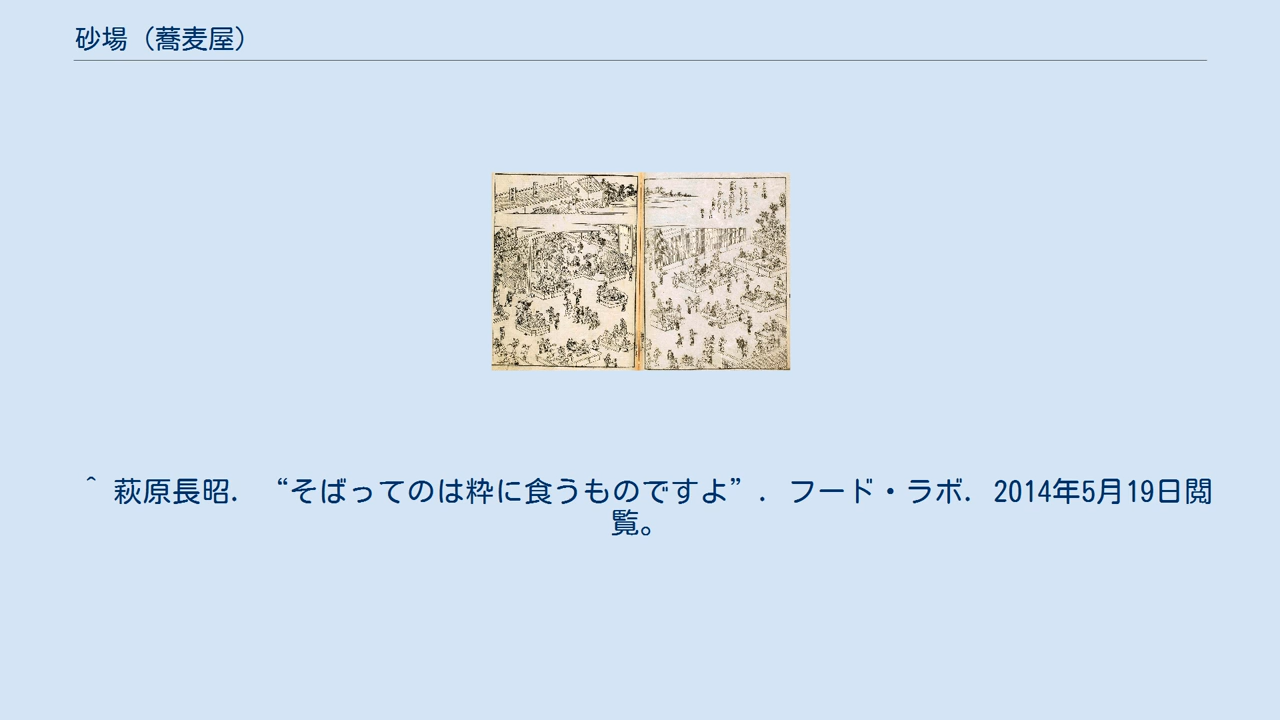 砂場（蕎麦屋）
^ 萩原長昭. “そばってのは粋に食うものですよ”. フード・ラボ. 2014年5月19日閲
覧。